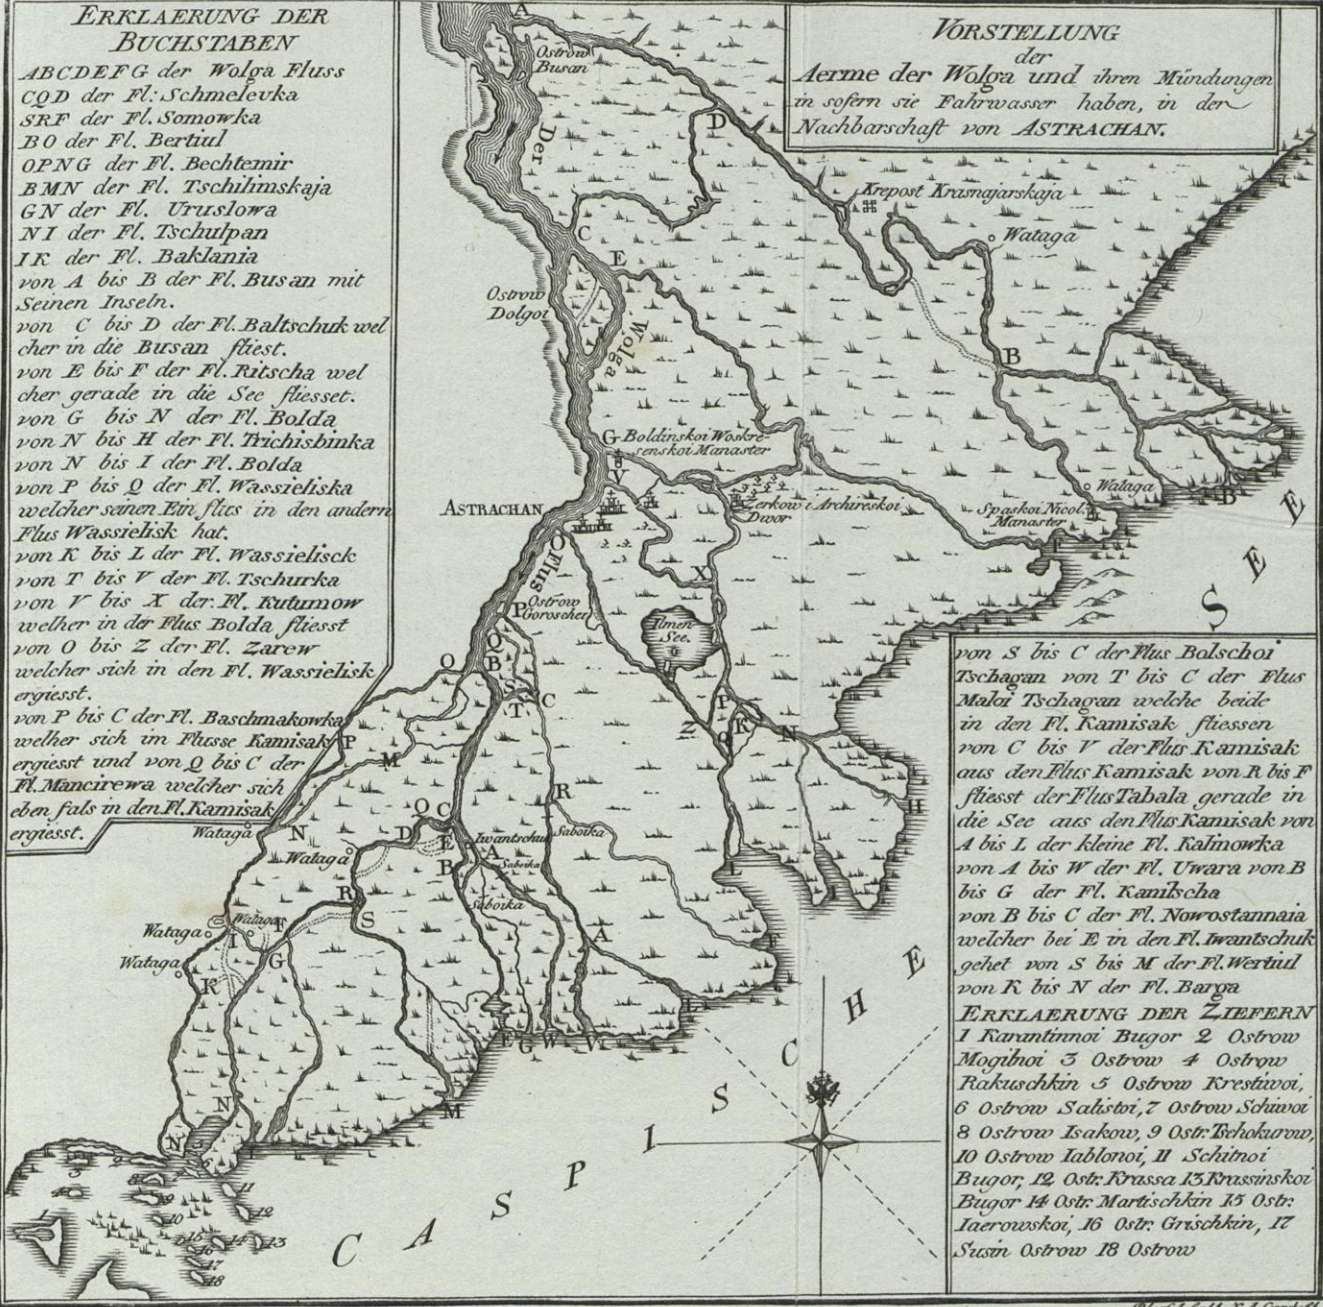 ERKLAERUNG DER
BUCHSTABEN
ABCDEFG der Wolga Fluss
CQD der Fl: Schmelevka
SRF der Fl. Somowka
BO der Fl. Bertiul
OPNG der Fl. Bechtemir
BMN der Fl. Tschilimskaja
GN der Fl. Uruslowa
NI der Fl. Tschulpan
IK der Fl. Baklania
von A bis B der Fl. Busan mit
Seinen Inseln.
von C bis D der Fl. Baltschuk wel
cher in die Busan fliest.
von E bis F der Fl. Ritscha wel
cher gerade in die See fliesset.
von G bis N der Fl. Bolda
von N bis H der Fl. Trichisbinka
von N bis I der Fl. Bolda
von P bis Q der Fl. Wassieliska
welcher seinen Ein flus in den andern
Flus Wassielisk hat.
von K bis L der Fl. Wassielisck
von T bis V der Fl. Tschurka
von V bis X der Fl. Kutumow
welher in der Flus Bolda fliesst
von O bis Z der Fl. Zarew
welcher sich in den Fl. Wassielisk
ergiesst.
von P bis C der Fl. Baschmakowka
welher sich im Flusse Kamisak
ergiesst und von Q bis C der
Fl. Mancirewa welcher sich
eben fals in den Fl. Kamisak
ergiesst.
VORSTELLUNG
der
Aerme der Wolga und ihren Mündungen
in sofern sie Fahrwasser haben, in der
Nachbarschaft von ASTRACHAN.
A
Ostrow
Busan
Der
D
Krepost Krasnajarskaja
Wataga
C
E
Ostrow
Dolgoi
Wolga
B
G
Boldinskoi Woskre-
senskoi Manaster
V
ASTRACHAN
Zerkow i Archireskoi
Dwor
Wataga
B
Spaskoi Nicol.
Manaster
F
O
Flus
X
P
Ostrow
Goroschei
Ilmen
See.
Q
Q
B
S
T
C
P
Z
K
N
Q
P
M
H
R
Q
C
D
Wataga
N
Wataga
E
Iwantschuk
Saboika
A
Saboika
B
Saboika
L
I
R
S
Wataga
Wataga
I
F
Wataga
G
K
A
F
L
E
G
W
V
M
N
N
CASPISCHE SEE
1
3
4
8
9
10
11
12
13
14
15
16
17
18
von S bis C der Flus Bolschoi
Tschagan von T bis C der Flus
Maloi Tschagan welche beide
in den Fl. Kamisak fliessen
von C bis V der Flus Kamisak
aus den Flus Kamisak von R bis F
fliesst der Flus Tabala gerade in
die See aus den Flus Kamisak von
A bis L der kleine Fl. Kalinowka
von A bis W der Fl. Uwara von B
bis G der Fl. Kanitscha
von B bis C der Fl. Nowostannaia
welcher bei E in den Fl. Iwantschuk
gehet von S bis M der Fl. Wertiul
von K bis N der Fl. Barga
ERKLAERUNG DER ZIEFERN
1 Karantinnoi Bugor 2 Ostrow
Mogilnoi 3 Ostrow 4 Ostrow
Rakuschkin 5 Ostrow Krestiwoi,
6 Ostrow Salistoi, 7 Ostrow Schiwoi
8 Ostrow Isakow, 9 Ostr. Tschokurow,
10 Ostrow Iablonoi, 11 Schitnoi
Bugor, 12 Ostr. Krassa 13 Krassinskoi
Bugor 14 Ostr. Martischkin 15 Ostr.
Iaerowskoi, 16 Ostr. Grischkin, 17
Susin Ostrow 18 Ostrow